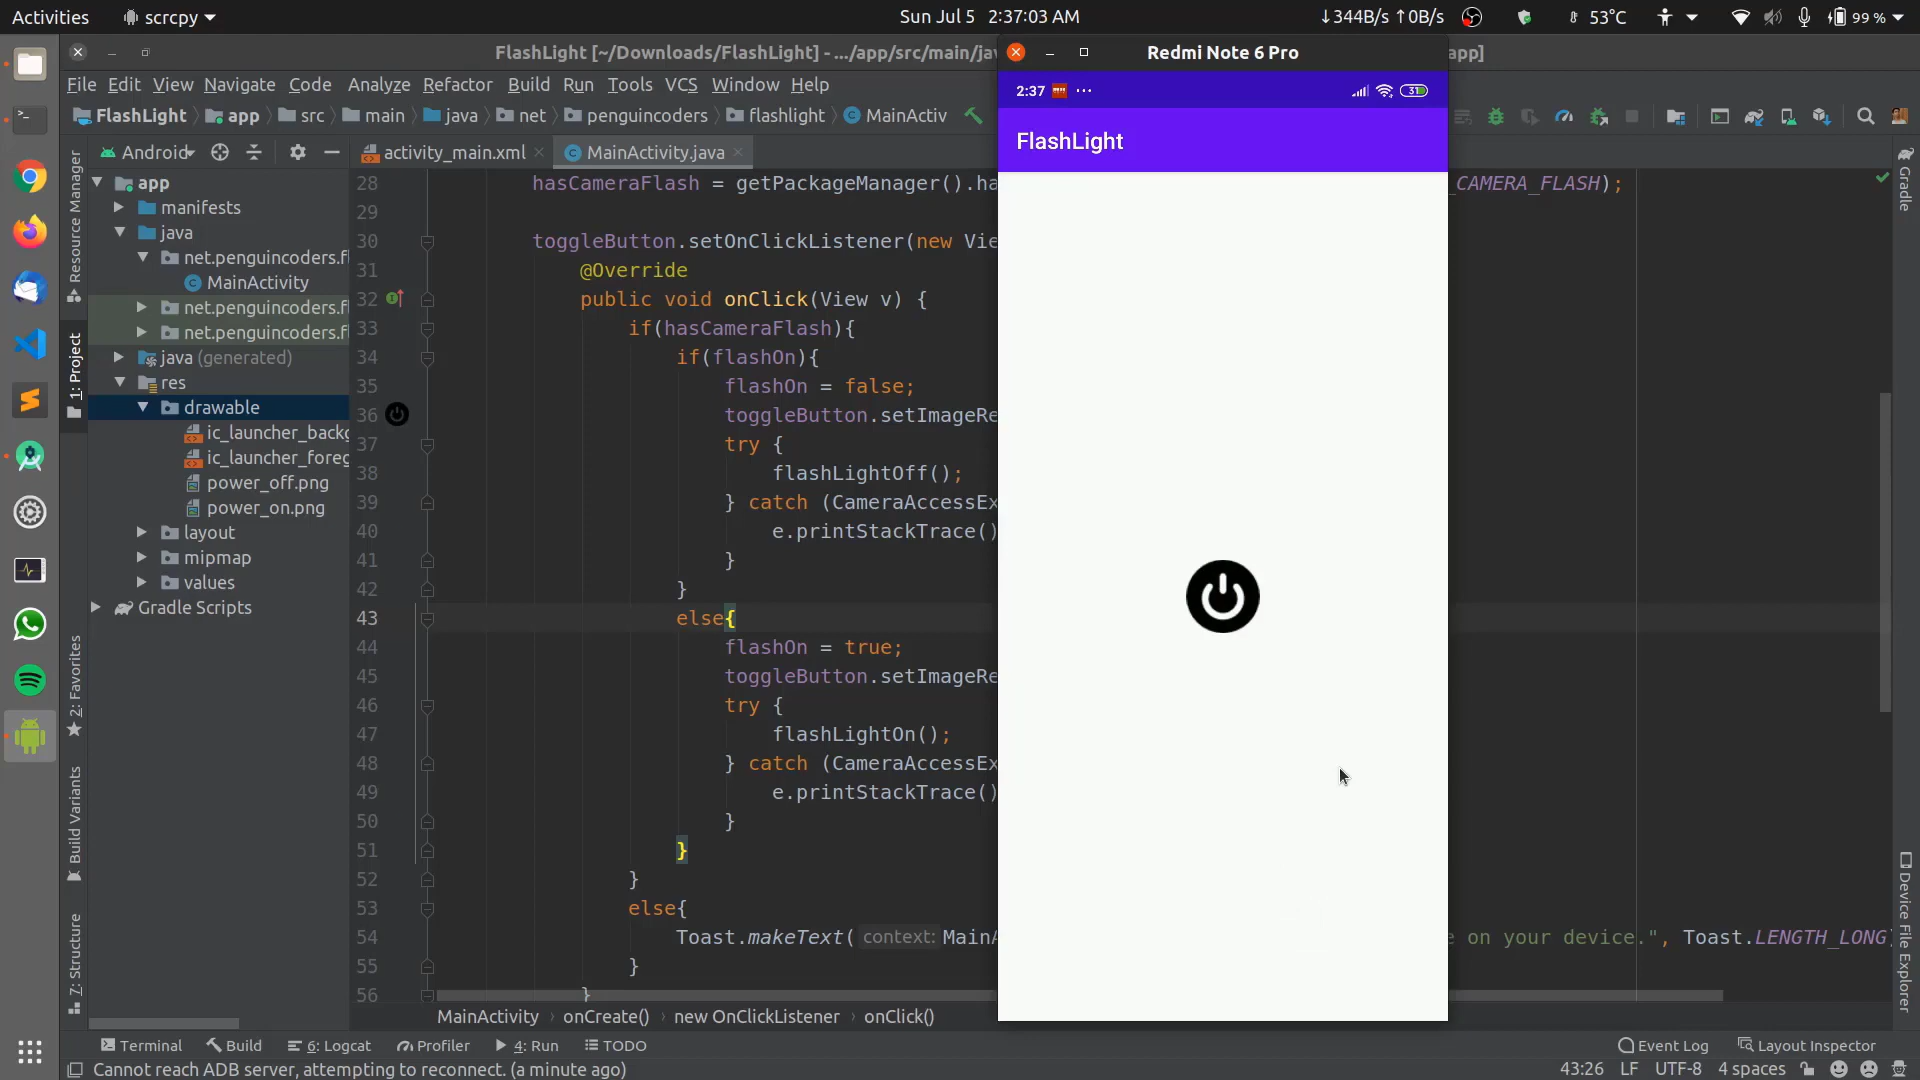 Activities
scrcpy
Sun Jul 5 2:37:03 AM
↓344B/s ↑0B/s
53°C
99 %
FlashLight [~/Downloads/FlashLight] - .../app/src/main/ja
app]
Redmi Note 6 Pro
File Edit View Navigate Code Analyze Refactor Build Run Tools VCS Window Help
FlashLight app src main java net penguincoders flashlight MainActiv
2:37 ... 31
FlashLight
Android
activity_main.xml
MainActivity.java
Resource Manager
1: Project
2: Favorites
Build Variants
7: Structure
app
manifests
java
net.penguincoders.fl
MainActivity
net.penguincoders.fl
net.penguincoders.fl
java (generated)
res
drawable
ic_launcher_backg
ic_launcher_foreg
power_off.png
power_on.png
layout
mipmap
values
Gradle Scripts
28 hasCameraFlash = getPackageManager().ha _CAMERA_FLASH);
29
30 toggleButton.setOnClickListener(new Vie
31 @Override
32 public void onClick(View v) {
33 if(hasCameraFlash){
34 if(flashOn){
35 flashOn = false;
36 toggleButton.setImageRe
37 try {
38 flashLightOff();
39 } catch (CameraAccessEx
40 e.printStackTrace()
41 }
42 }
43 else{
44 flashOn = true;
45 toggleButton.setImageRe
46 try {
47 flashLightOn();
48 } catch (CameraAccessEx
49 e.printStackTrace()
50 }
51 }
52 }
53 else{
54 Toast.makeText( context: MainA e on your device.", Toast.LENGTH_LONG
55 }
56 }
Gradle
Device File Explorer
MainActivity › onCreate() › new OnClickListener › onClick()
Terminal Build 6: Logcat Profiler 4: Run TODO
Event Log Layout Inspector
Cannot reach ADB server, attempting to reconnect. (a minute ago)
43:26 LF UTF-8 4 spaces